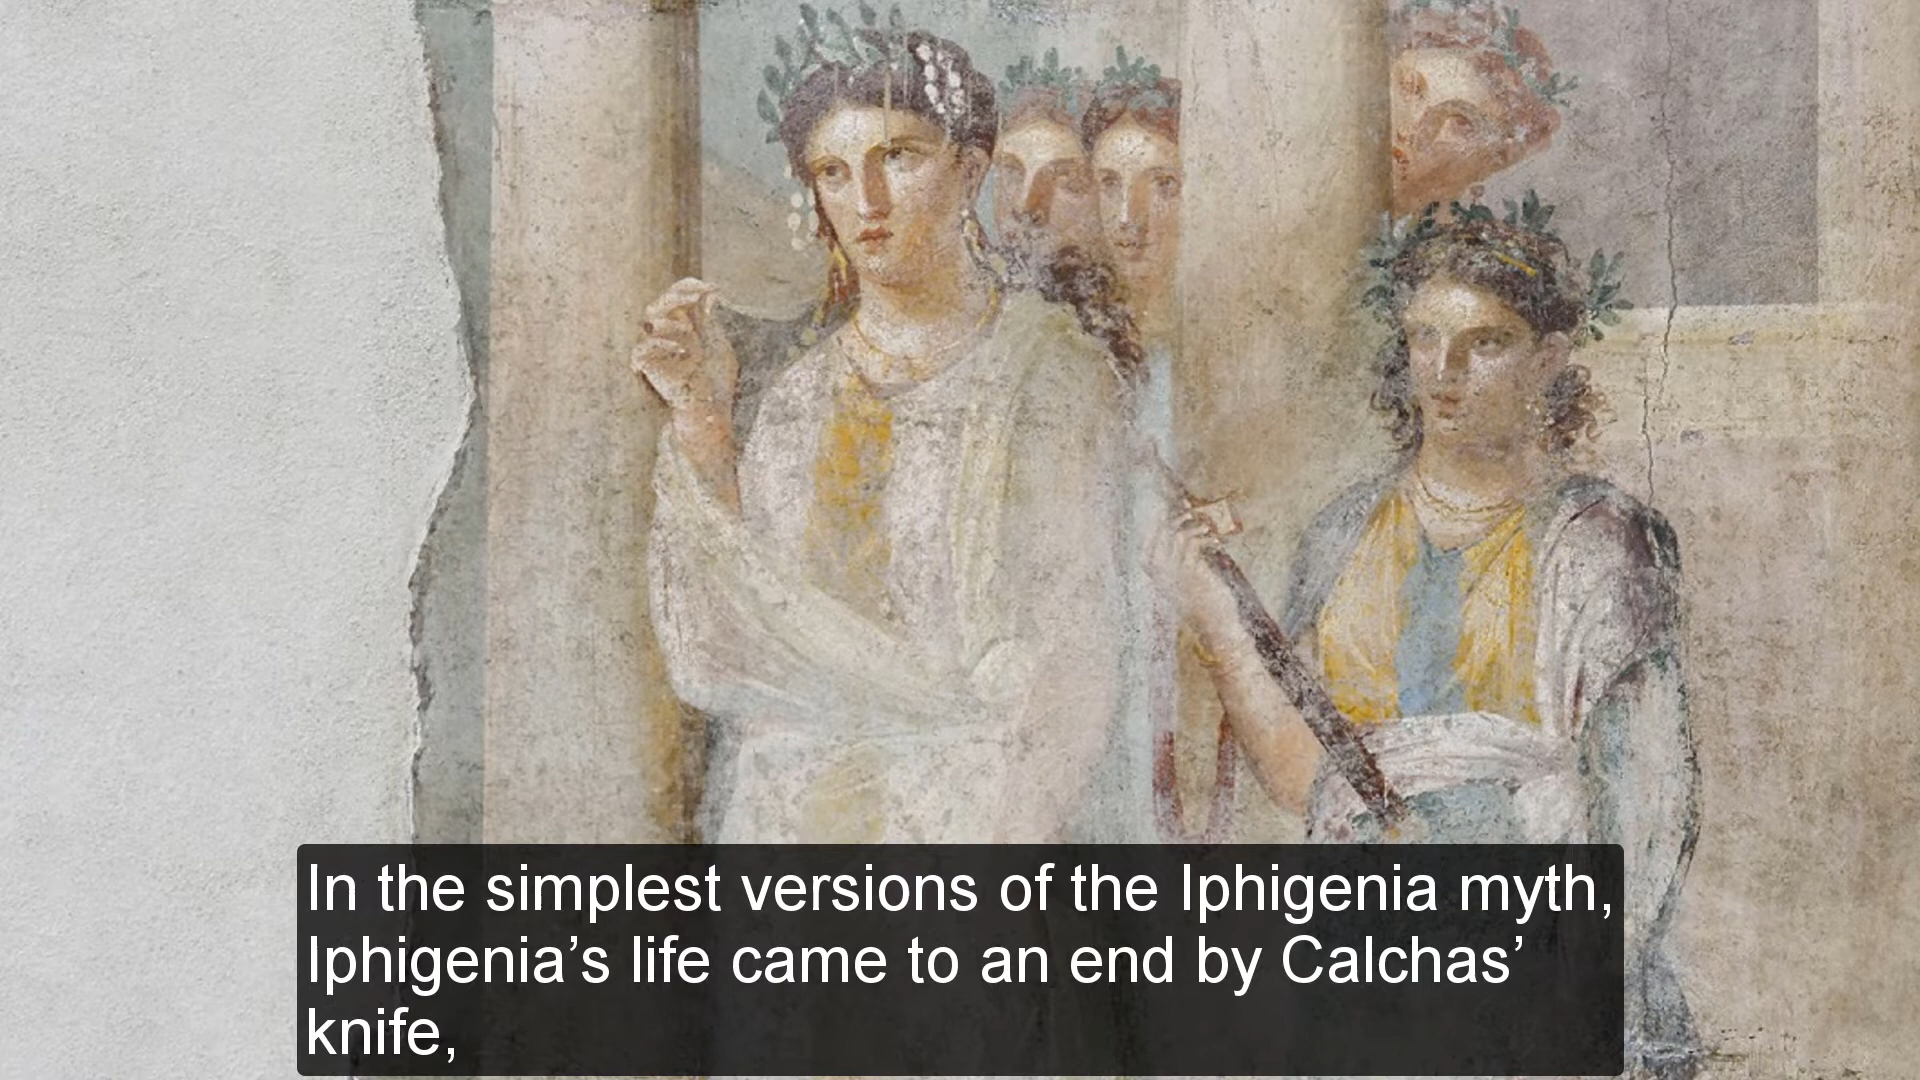 In the simplest versions of the Iphigenia myth,
Iphigenia’s life came to an end by Calchas’
knife,